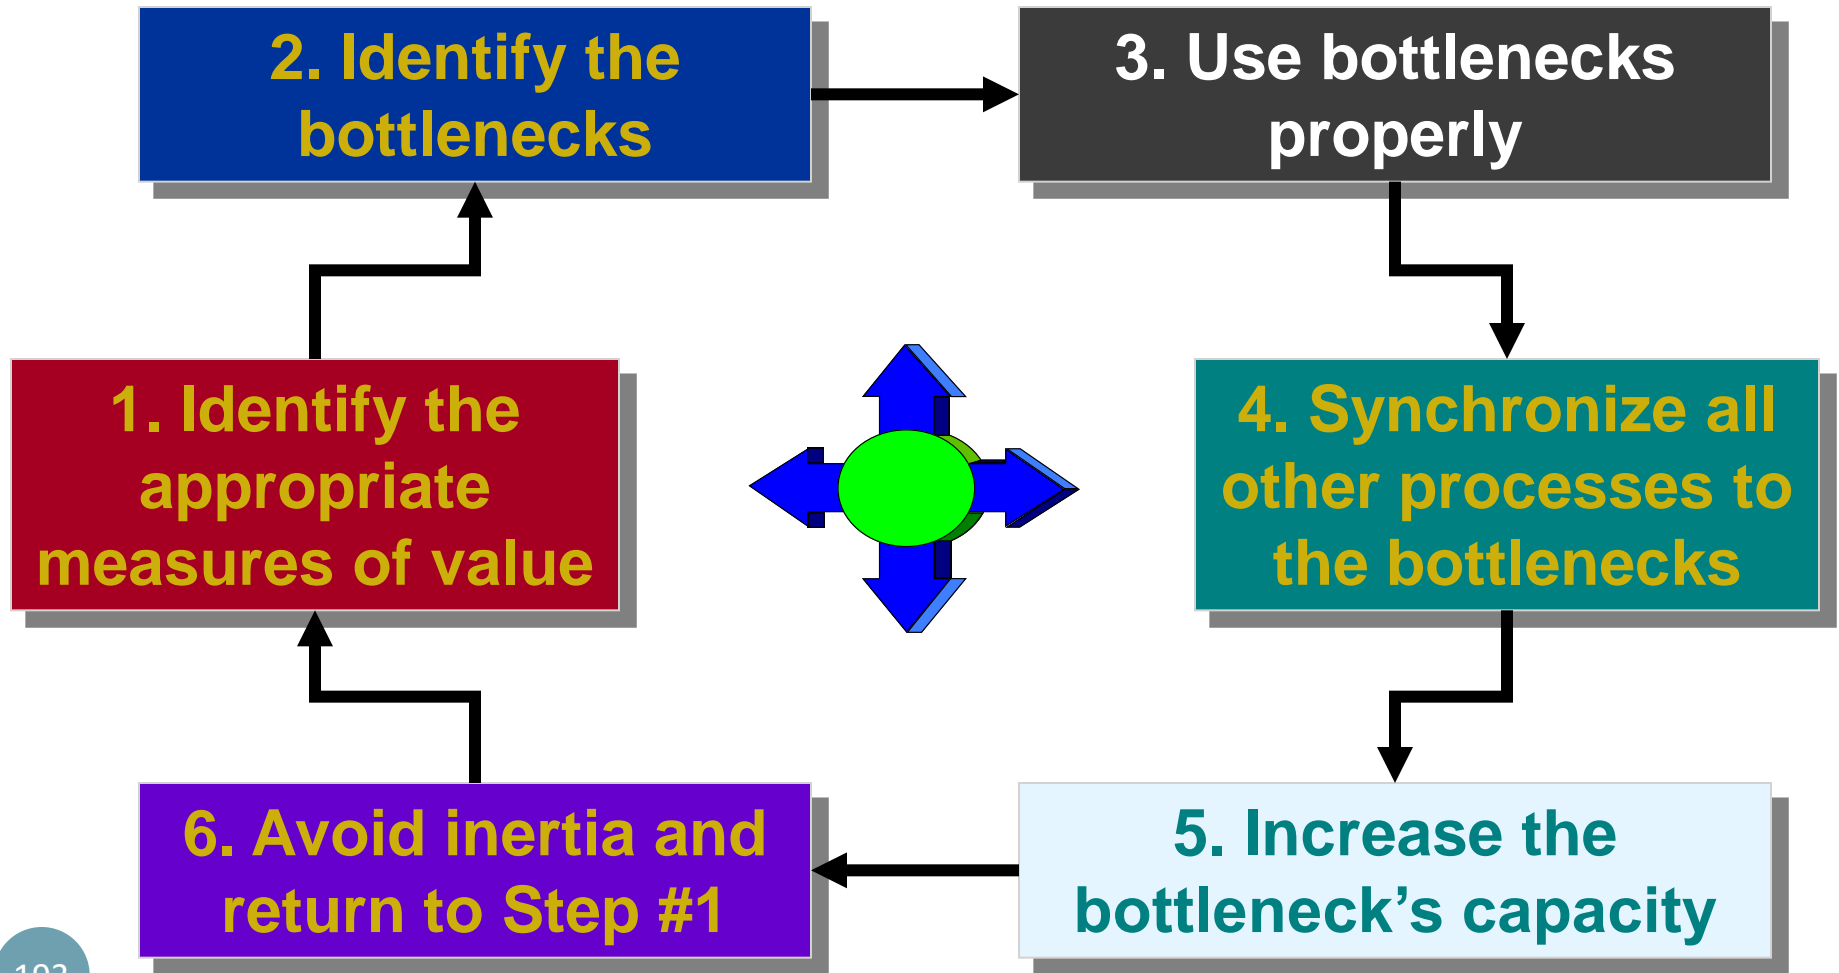 2. Identify the
bottlenecks
3. Use bottlenecks
properly
1. Identify the
appropriate
measures of value
4. Synchronize all
other processes to
the bottlenecks
6. Avoid inertia and
return to Step #1
5. Increase the
bottleneck’s capacity